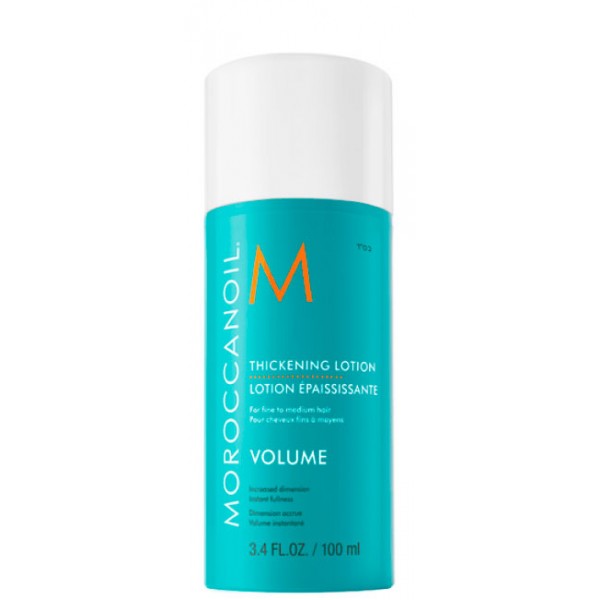 MOROCCANOIL.
M
THICKENING LOTION
LOTION ÉPAISSISSANTE
For fine to medium hair
Pour cheveux fins à moyens
VOLUME
Increased dimension
Instant fullness
Dimension accrue
Volume instantané
3.4 FL.OZ. / 100 ml